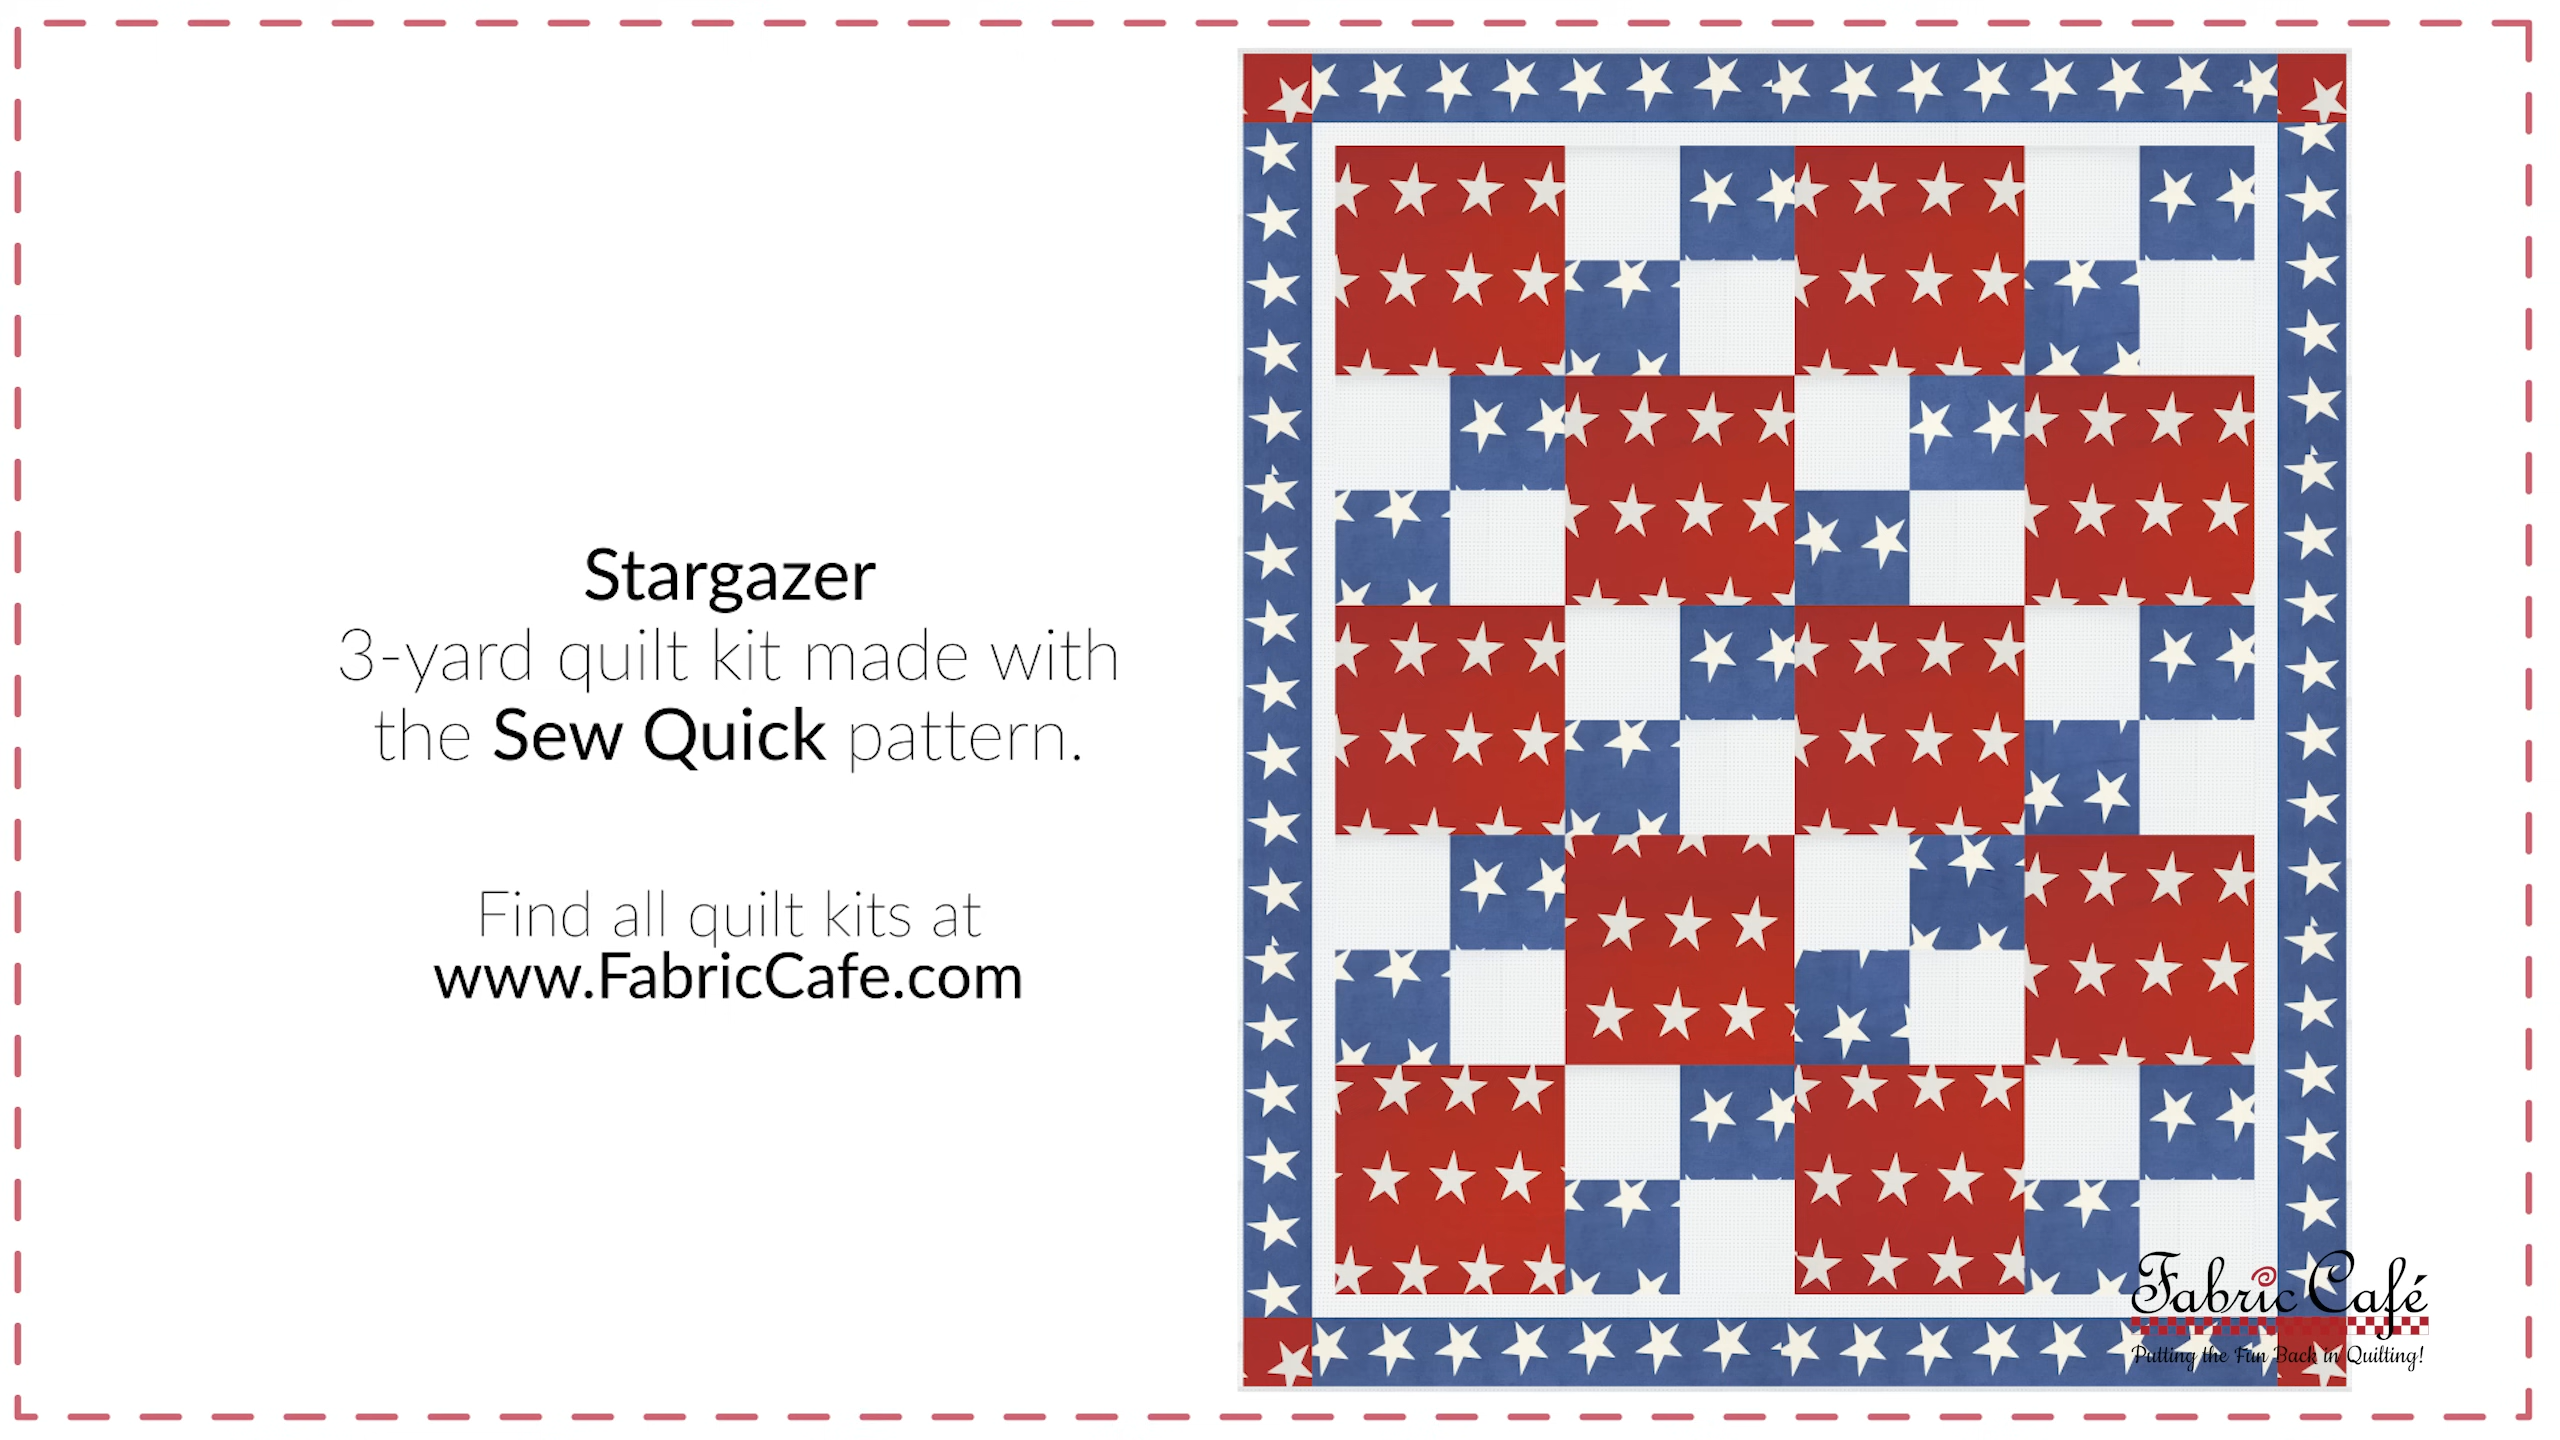 Stargazer
3-yard quilt kit made with
the Sew Quick pattern.
Find all quilt kits at
www.FabricCafe.com
Fabric Café
Putting the Fun Back in Quilting!